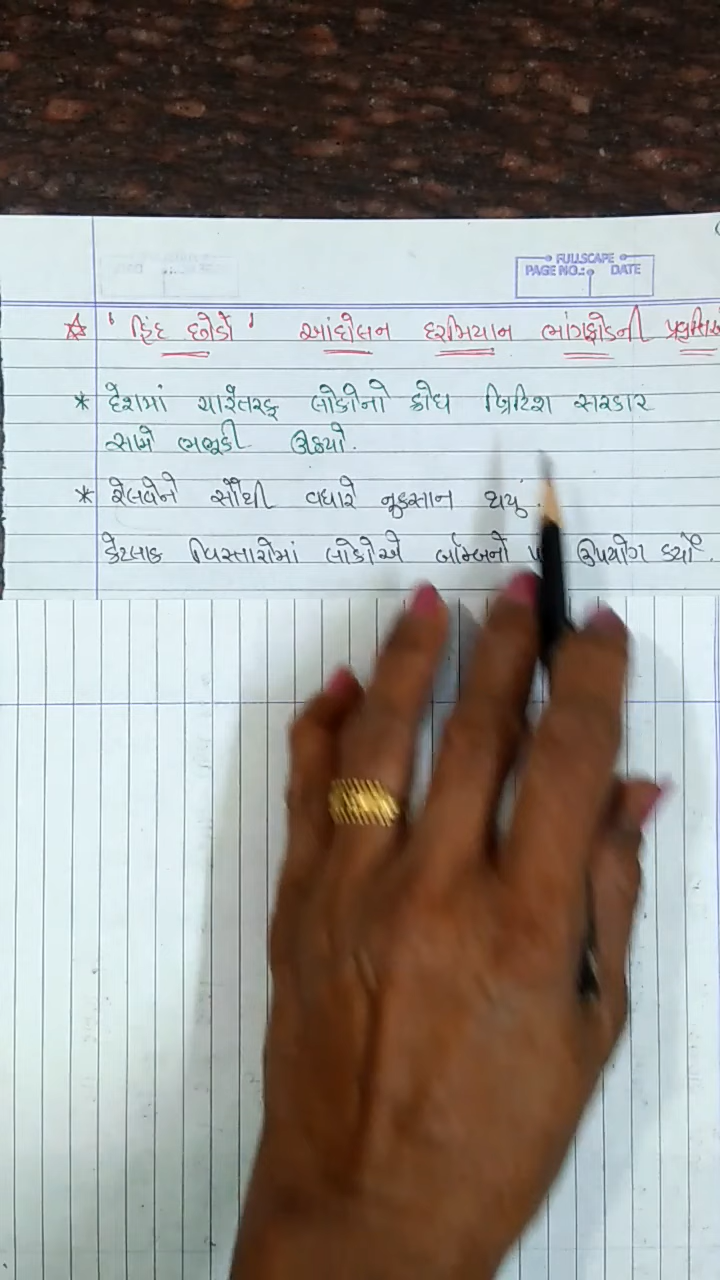 FULLSCAPE
PAGE NO.: DATE
☆ ' હિંદ છોડો ' આંદોલન દરમિયાન ભાંગફોડની
* દેશમાં ચારેતરફ લોકોનો ક્રોધ બ્રિટિશ સરકાર
સામે ભભૂકી ઊઠ્યો.
* રેલવેને સૌથી વધારે નુકસાન થયું.
કેટલાક વિસ્તારોમાં લોકોએ બૉમ્બનો ઉપયોગ કર્યો.